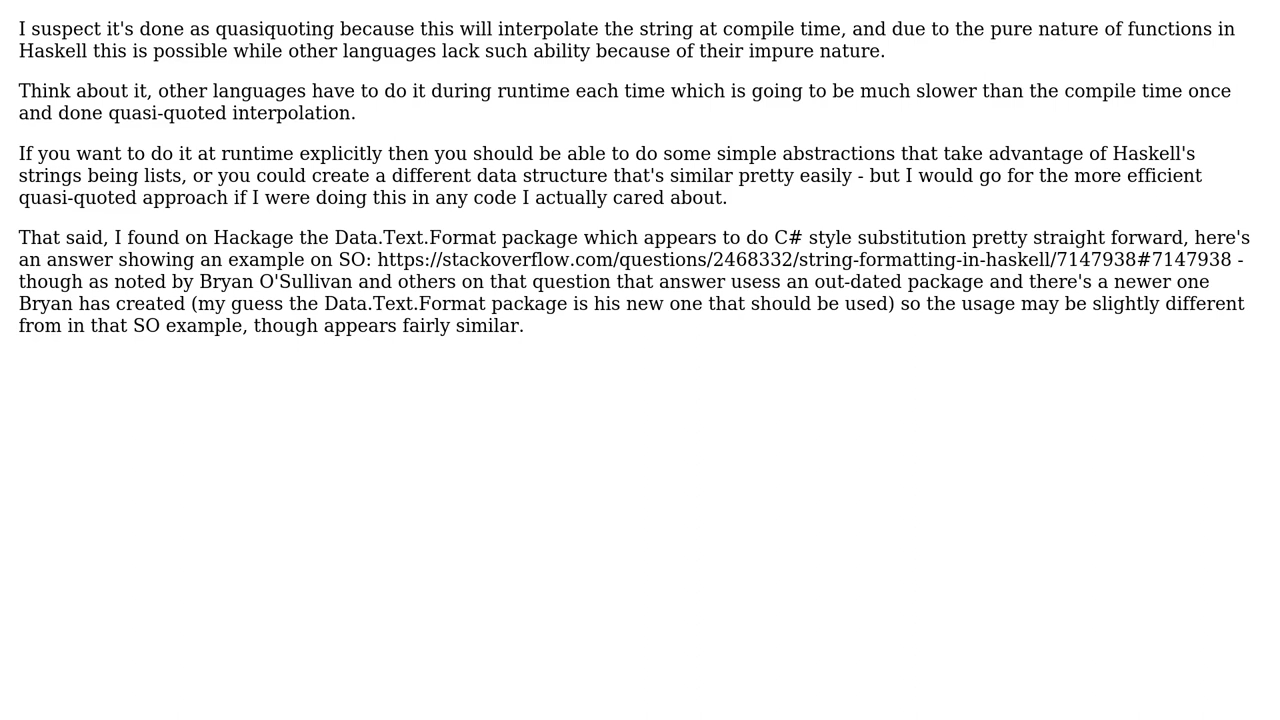 I suspect it's done as quasiquoting because this will interpolate the string at compile time, and due to the pure nature of functions in
Haskell this is possible while other languages lack such ability because of their impure nature.
Think about it, other languages have to do it during runtime each time which is going to be much slower than the compile time once
and done quasi-quoted interpolation.
If you want to do it at runtime explicitly then you should be able to do some simple abstractions that take advantage of Haskell's
strings being lists, or you could create a different data structure that's similar pretty easily - but I would go for the more efficient
quasi-quoted approach if I were doing this in any code I actually cared about.
That said, I found on Hackage the Data.Text.Format package which appears to do C# style substitution pretty straight forward, here's
an answer showing an example on SO: https://stackoverflow.com/questions/2468332/string-formatting-in-haskell/7147938#7147938 -
though as noted by Bryan O'Sullivan and others on that question that answer usess an out-dated package and there's a newer one
Bryan has created (my guess the Data.Text.Format package is his new one that should be used) so the usage may be slightly different
from in that SO example, though appears fairly similar.